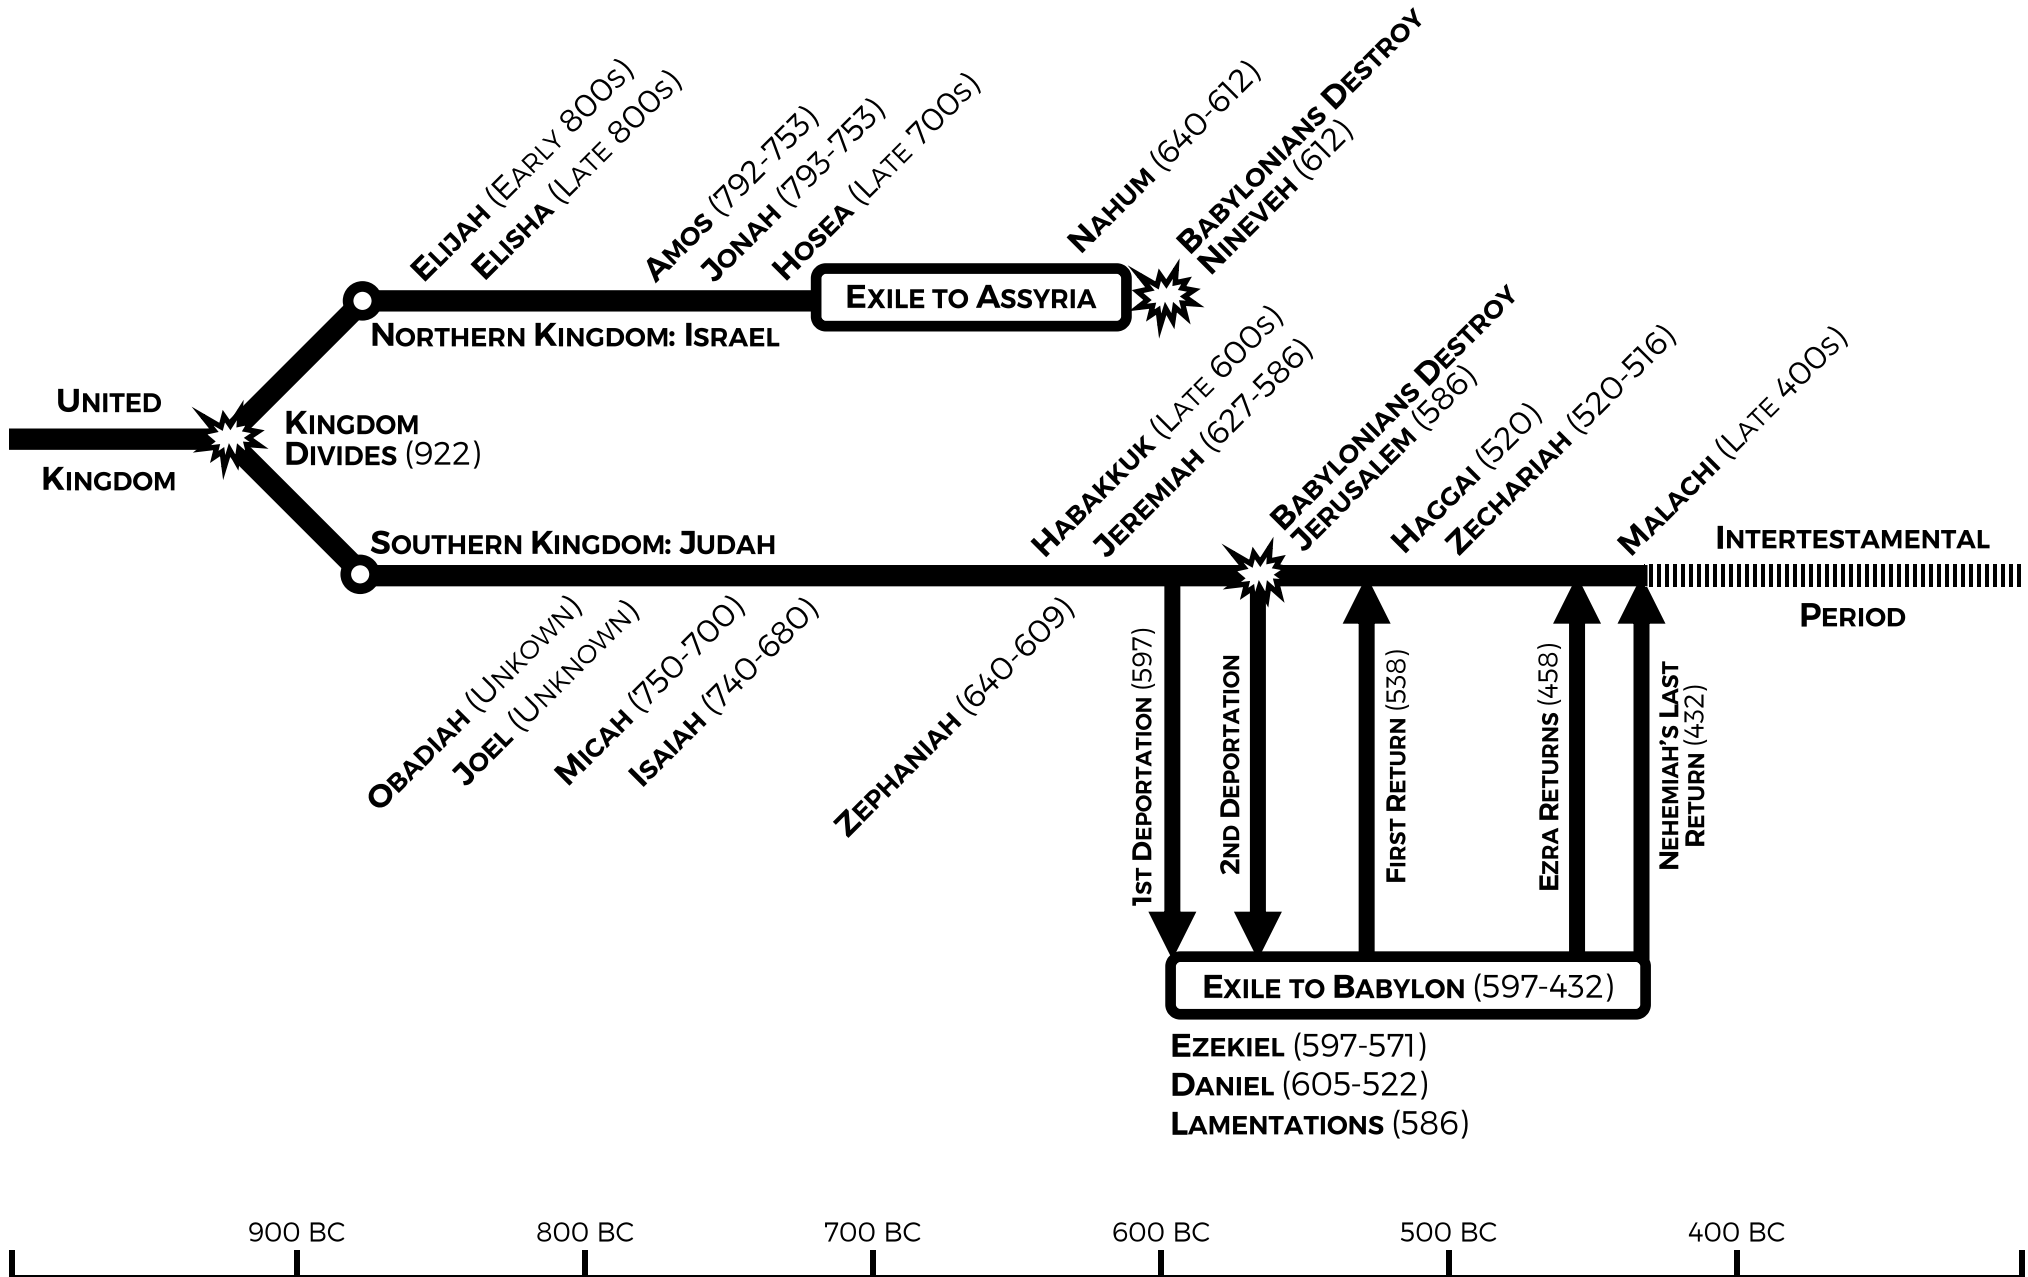 Elijah (Early 800s)
Elisha (Late 800s)
Amos (792-753)
Jonah (793-753)
Hosea (Late 700s)
Nahum (640-612)
Babylonians Destroy
Nineveh (612)
Exile to Assyria
Northern Kingdom: Israel
United
Kingdom
Kingdom
Divides (922)
Southern Kingdom: Judah
Habakkuk (Late 600s)
Jeremiah (627-586)
Babylonians Destroy
Jerusalem (586)
Haggai (520)
Zechariah (520-516)
Malachi (Late 400s)
Intertestamental
Period
Obadiah (Unkown)
Joel (Unknown)
Micah (750-700)
Isaiah (740-680)
Zephaniah (640-609)
1st Deportation (597)
2nd Deportation
First Return (538)
Ezra Returns (458)
Nehemiah's Last
Return (432)
Exile to Babylon (597-432)
Ezekiel (597-571)
Daniel (605-522)
Lamentations (586)
900 BC
800 BC
700 BC
600 BC
500 BC
400 BC